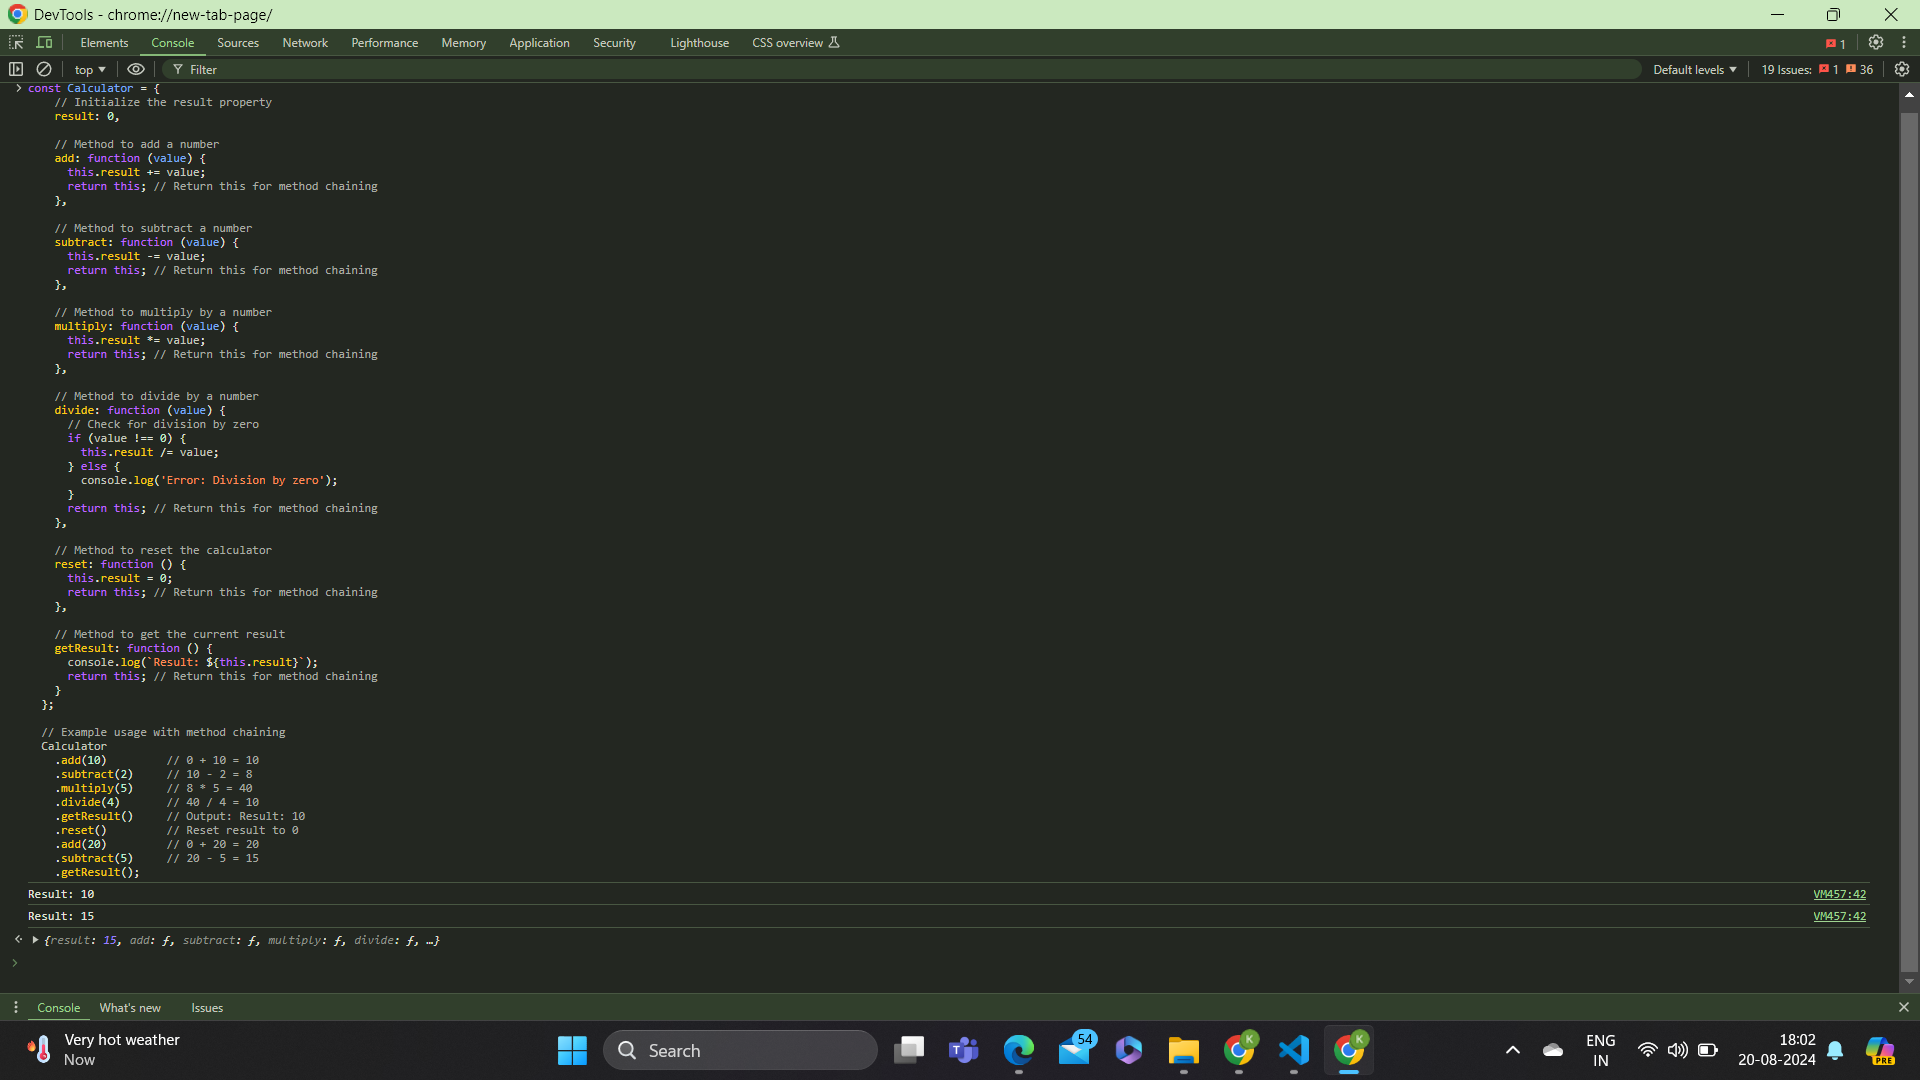 DevTools - chrome://new-tab-page/
Elements Console Sources Network Performance Memory Application Security Lighthouse CSS overview 1
top Filter Default levels 19 Issues: 1 36
const Calculator = {
// Initialize the result property
result: 0,
// Method to add a number
add: function (value) {
this.result += value;
return this; // Return this for method chaining
},
// Method to subtract a number
subtract: function (value) {
this.result -= value;
return this; // Return this for method chaining
},
// Method to multiply by a number
multiply: function (value) {
this.result *= value;
return this; // Return this for method chaining
},
// Method to divide by a number
divide: function (value) {
// Check for division by zero
if (value !== 0) {
this.result /= value;
} else {
console.log('Error: Division by zero');
}
return this; // Return this for method chaining
},
// Method to reset the calculator
reset: function () {
this.result = 0;
return this; // Return this for method chaining
},
// Method to get the current result
getResult: function () {
console.log(`Result: ${this.result}`);
return this; // Return this for method chaining
}
};
// Example usage with method chaining
Calculator
.add(10) // 0 + 10 = 10
.subtract(2) // 10 - 2 = 8
.multiply(5) // 8 * 5 = 40
.divide(4) // 40 / 4 = 10
.getResult() // Output: Result: 10
.reset() // Reset result to 0
.add(20) // 0 + 20 = 20
.subtract(5) // 20 - 5 = 15
.getResult();
Result: 10 VM457:42
Result: 15 VM457:42
{result: 15, add: ƒ, subtract: ƒ, multiply: ƒ, divide: ƒ, …}
Console What's new Issues
Very hot weather
Now
Search
54
K
K
ENG
IN
18:02
20-08-2024
PRE